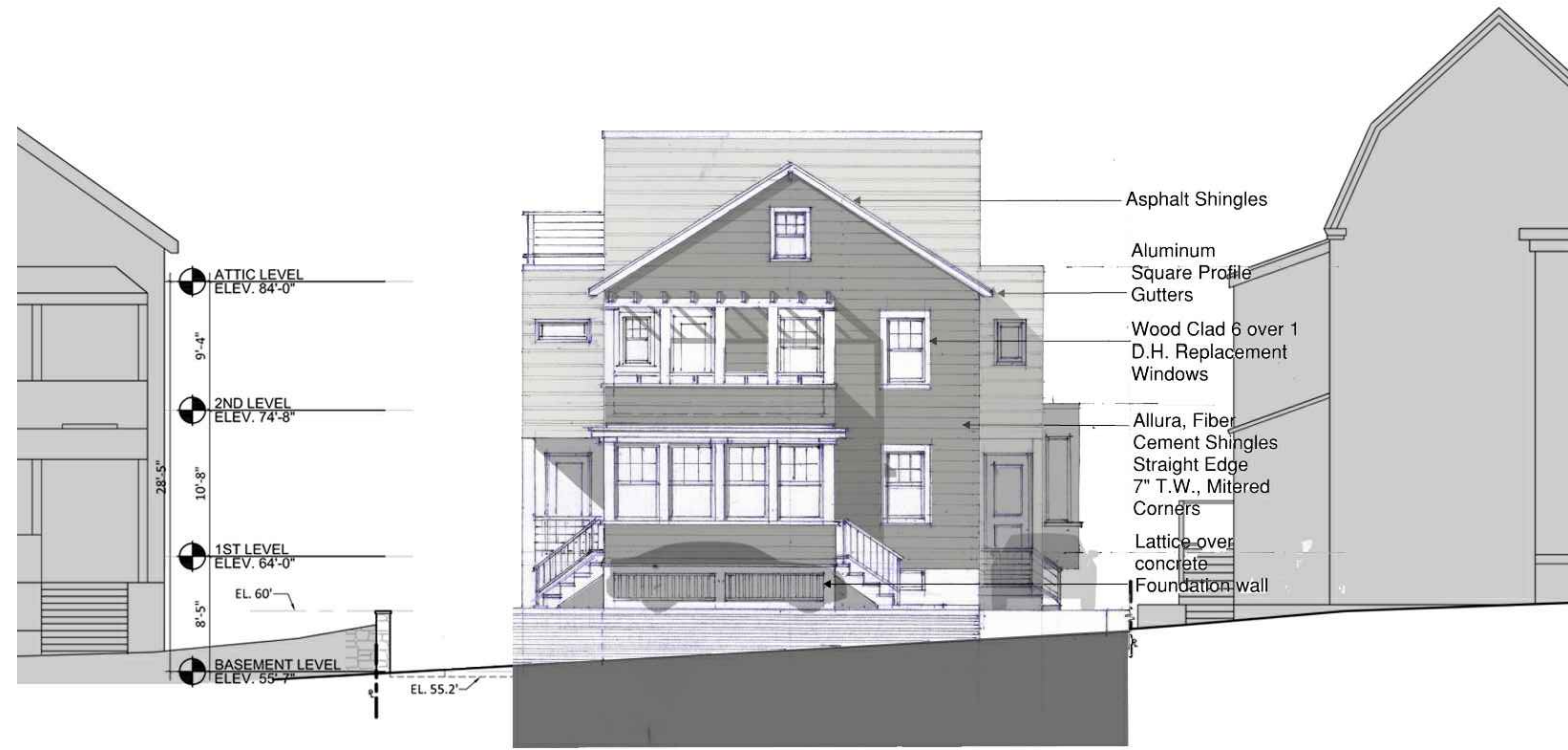 ATTIC LEVEL
ELEV. 84'-0"
9'-4"
2ND LEVEL
ELEV. 74'-8"
28'-5"
10'-8"
1ST LEVEL
ELEV. 64'-0"
EL. 60'
8'-5"
BASEMENT LEVEL
ELEV. 55'-7"
EL. 55.2'
Asphalt Shingles
Aluminum
Square Profile
Gutters
Wood Clad 6 over 1
D.H. Replacement
Windows
Allura, Fiber
Cement Shingles
Straight Edge
7" T.W., Mitered
Corners
Lattice over
concrete
Foundation wall